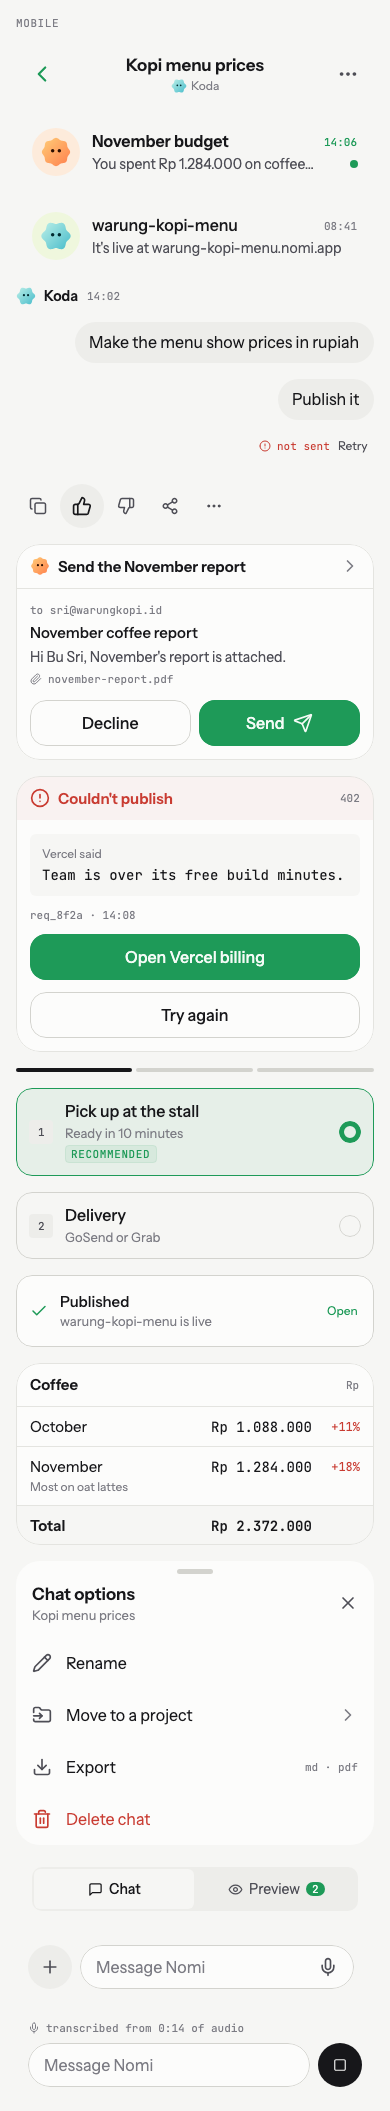 MOBILE
Kopi menu prices
Koda
November budget
14:06
You spent Rp 1.284.000 on coffee...
warung-kopi-menu
08:41
It's live at warung-kopi-menu.nomi.app
Koda 14:02
Make the menu show prices in rupiah
Publish it
not sent Retry
Send the November report
to sri@warungkopi.id
November coffee report
Hi Bu Sri, November's report is attached.
november-report.pdf
Decline
Send
Couldn't publish
402
Vercel said
Team is over its free build minutes.
req_8f2a · 14:08
Open Vercel billing
Try again
1
Pick up at the stall
Ready in 10 minutes
RECOMMENDED
2
Delivery
GoSend or Grab
Published
warung-kopi-menu is live
Open
Coffee Rp
October Rp 1.088.000 +11%
November Rp 1.284.000 +18%
Most on oat lattes
Total Rp 2.372.000
Chat options
Kopi menu prices
Rename
Move to a project
Export md · pdf
Delete chat
Chat
Preview 2
Message Nomi
transcribed from 0:14 of audio
Message Nomi